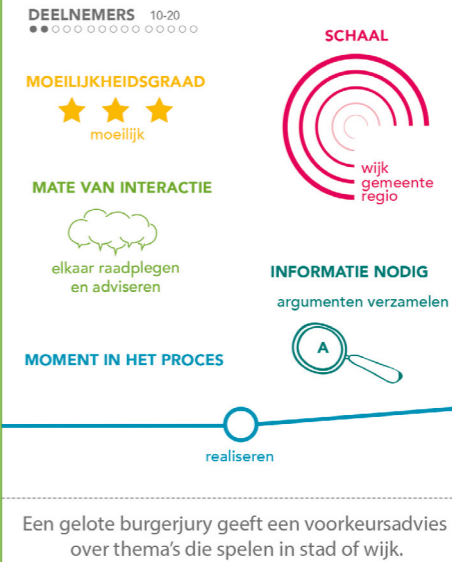 DEELNEMERS 10-20
SCHAAL
MOEILIJKHEIDSGRAAD
moeilijk
wijk
gemeente
regio
MATE VAN INTERACTIE
elkaar raadplegen
en adviseren
INFORMATIE NODIG
argumenten verzamelen
A
MOMENT IN HET PROCES
realiseren
Een gelote burgerjury geeft een voorkeursadvies
over thema's die spelen in stad of wijk.